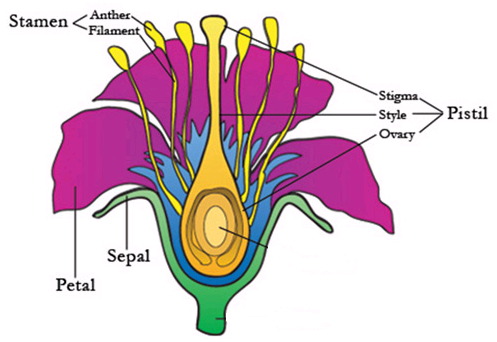 Stamen
Anther
Filament
Stigma
Style
Ovary
Pistil
Sepal
Petal